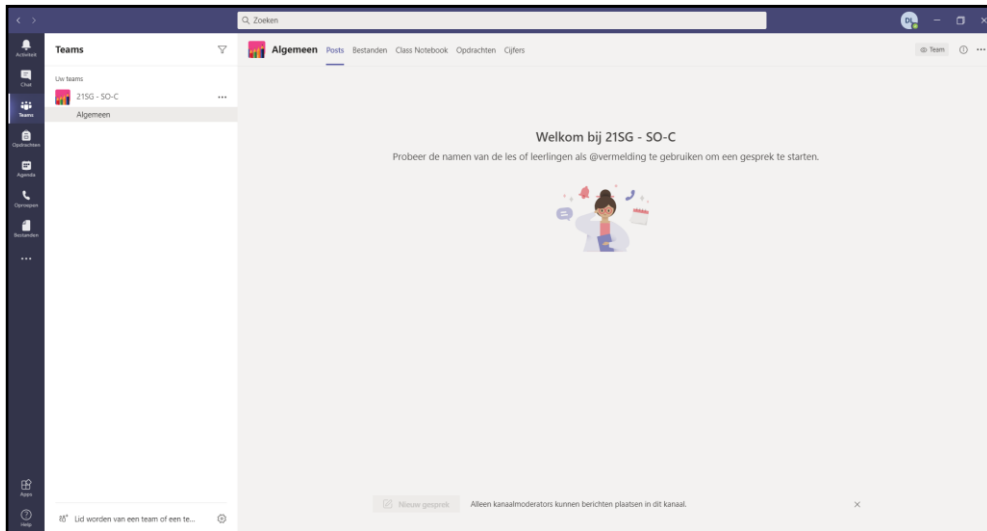 Zoeken
DL
Activiteit
Chat
Teams
Opdrachten
Agenda
Oproepen
Bestanden
Apps
Help
Teams
Uw teams
21SG - SO-C
Algemeen
Lid worden van een team of een te...
Algemeen Posts Bestanden Class Notebook Opdrachten Cijfers
Team
Welkom bij 21SG - SO-C
Probeer de namen van de les of leerlingen als @vermelding te gebruiken om een gesprek te starten.
Nieuw gesprek Alleen kanaalmoderators kunnen berichten plaatsen in dit kanaal.